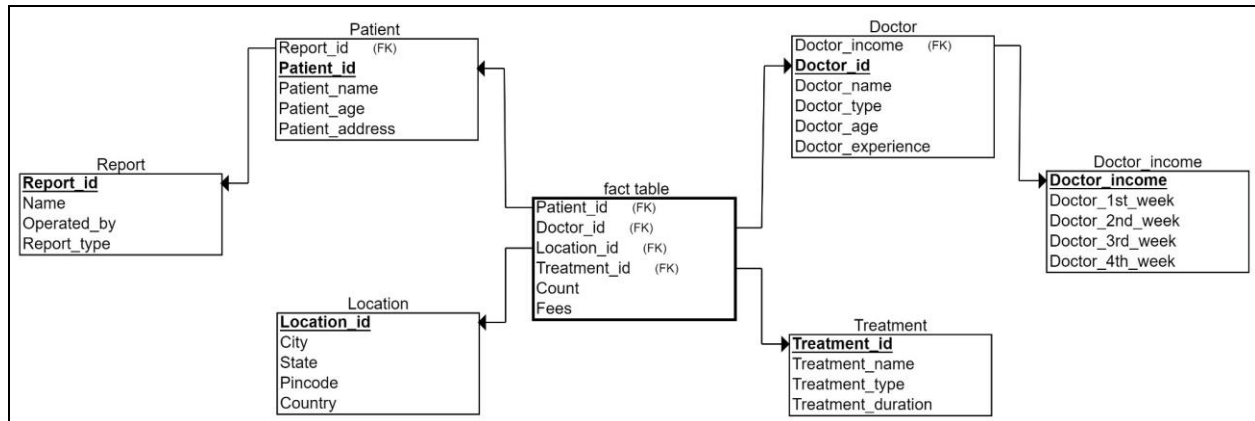 Patient
Report_id (FK)
Patient_id
Patient_name
Patient_age
Patient_address
Doctor
Doctor_income (FK)
Doctor_id
Doctor_name
Doctor_type
Doctor_age
Doctor_experience
Report
Report_id
Name
Operated_by
Report_type
fact table
Patient_id (FK)
Doctor_id (FK)
Location_id (FK)
Treatment_id (FK)
Count
Fees
Doctor_income
Doctor_income
Doctor_1st_week
Doctor_2nd_week
Doctor_3rd_week
Doctor_4th_week
Location
Location_id
City
State
Pincode
Country
Treatment
Treatment_id
Treatment_name
Treatment_type
Treatment_duration